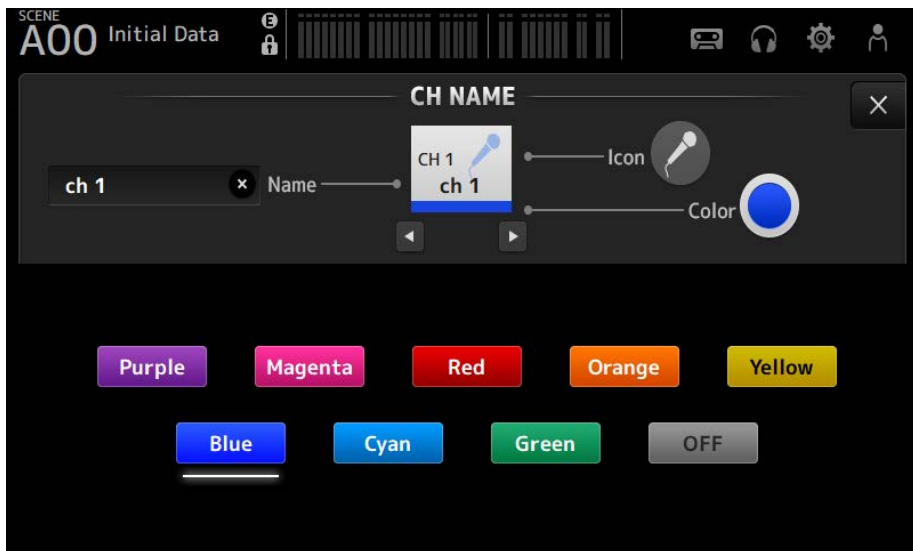 SCENE
A00 Initial Data
E
CH NAME
CH 1
ch 1
ch 1
Name
Icon
Color
Purple
Magenta
Red
Orange
Yellow
Blue
Cyan
Green
OFF